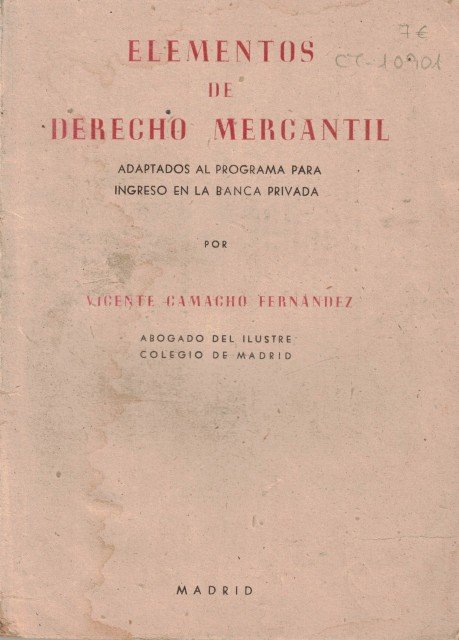 7€
CT-10901
ELEMENTOS
DE
DERECHO MERCANTIL
ADAPTADOS AL PROGRAMA PARA
INGRESO EN LA BANCA PRIVADA
POR
VICENTE CAMACHO FERNÁNDEZ
ABOGADO DEL ILUSTRE
COLEGIO DE MADRID
MADRID